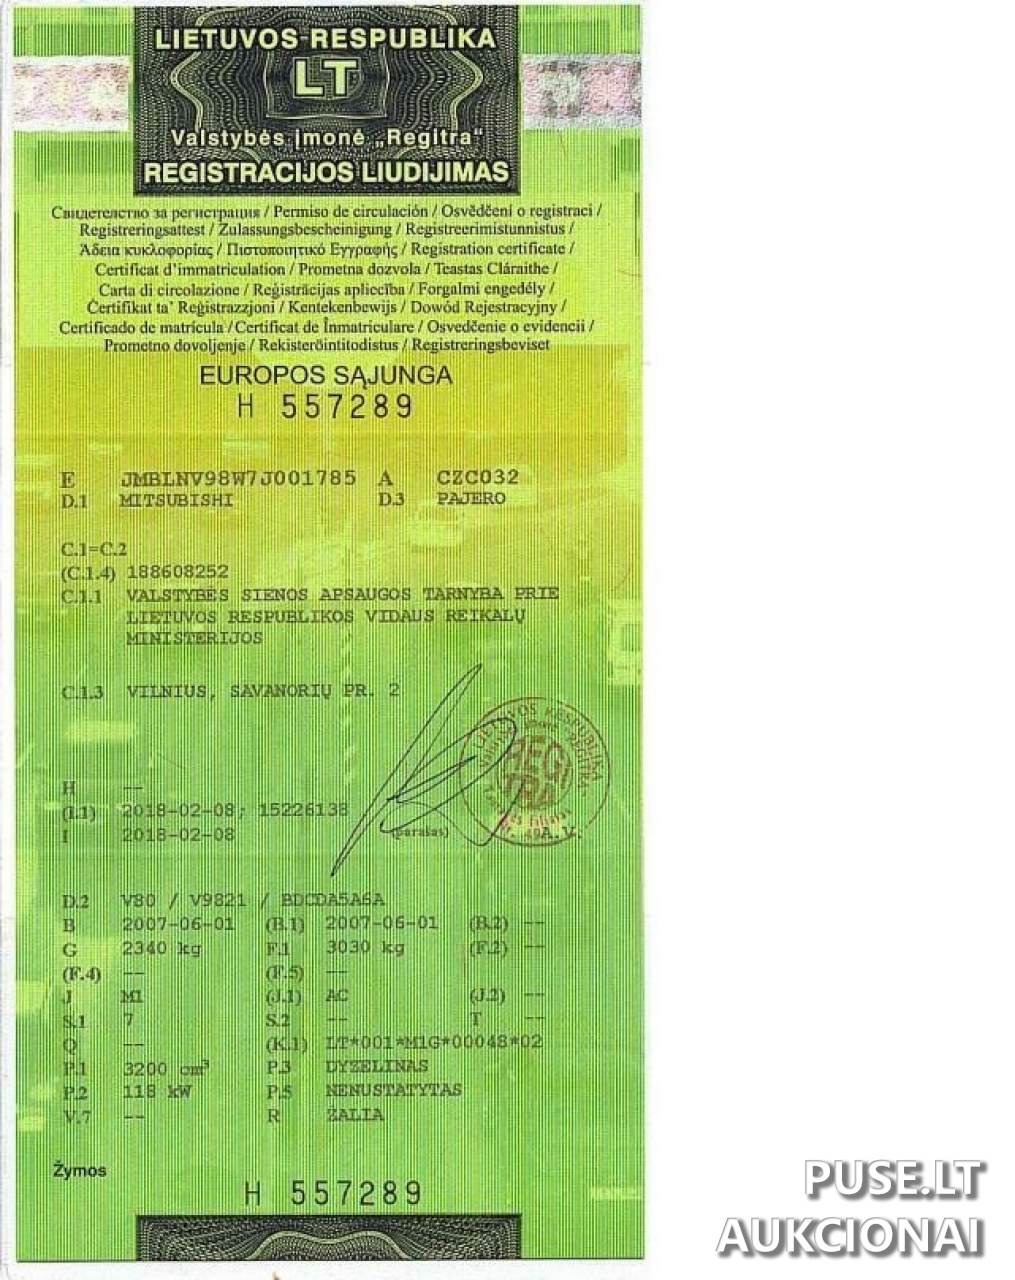 LIETUVOS RESPUBLIKA
LT
Valstybės įmonė „Regitra“
REGISTRACIJOS LIUDIJIMAS
Свидетелство за регистрация / Permiso de circulación / Osvědčení o registraci /
Registreringsattest / Zulassungsbescheinigung / Registreerimistunnistus /
Άδεια κυκλοφορίας / Πιστοποιητικό Εγγραφής / Registration certificate /
Certificat d'immatriculation / Prometna dozvola / Teastas Cláraithe /
Carta di circolazione / Reģistrācijas apliecība / Forgalmi engedély /
Ċertifikat ta' Reġistrazzjoni / Kentekenbewijs / Dowód Rejestracyjny /
Certificado de matrícula / Certificat de Înmatriculare / Osvedčenie o evidencii /
Prometno dovoljenje / Rekisteröintitodistus / Registreringsbeviset
EUROPOS SĄJUNGA
H 557289
E JMBLNV98W7J001785 A CZC032
D.1 MITSUBISHI D.3 PAJERO
C.1=C.2
(C.1.4) 188608252
C.1.1 VALSTYBĖS SIENOS APSAUGOS TARNYBA PRIE
LIETUVOS RESPUBLIKOS VIDAUS REIKALŲ
MINISTERIJOS
C.1.3 VILNIUS, SAVANORIŲ PR. 2
LIETUVOS RESPUBLIKA
REGITRA
H --
(I.1) 2018-02-08; 15226138
I 2018-02-08
(parašas) A.V.
D.2 V80 / V9821 / BDCDA5A6A
B 2007-06-01 (B.1) 2007-06-01 (B.2) --
G 2340 kg F.1 3030 kg (F.2) --
(F.4) -- (F.5) --
J M1 (J.1) AC (J.2) --
S.1 7 S.2 -- T --
Q -- (K.1) LT*001*M1G*00048*02
P.1 3200 cm³ P.3 DYZELINAS
P.2 118 kW P.5 NENUSTATYTAS
V.7 -- R ŽALIA
Žymos
H 557289
PUSE.LT
AUKCIONAI